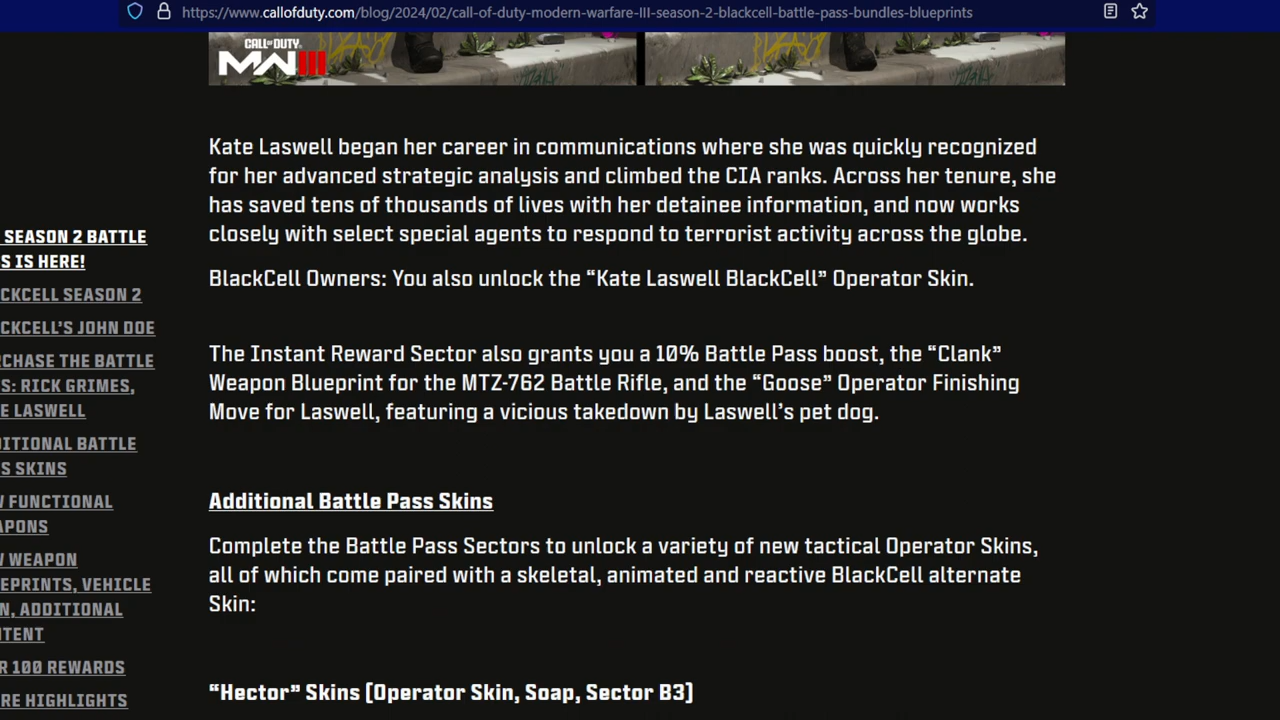 https://www.callofduty.com/blog/2024/02/call-of-duty-modern-warfare-III-season-2-blackcell-battle-pass-bundles-blueprints
CALL OF DUTY
MWIII
Kate Laswell began her career in communications where she was quickly recognized
for her advanced strategic analysis and climbed the CIA ranks. Across her tenure, she
has saved tens of thousands of lives with her detainee information, and now works
closely with select special agents to respond to terrorist activity across the globe.
BlackCell Owners: You also unlock the “Kate Laswell BlackCell” Operator Skin.
The Instant Reward Sector also grants you a 10% Battle Pass boost, the “Clank”
Weapon Blueprint for the MTZ-762 Battle Rifle, and the “Goose” Operator Finishing
Move for Laswell, featuring a vicious takedown by Laswell’s pet dog.
Additional Battle Pass Skins
Complete the Battle Pass Sectors to unlock a variety of new tactical Operator Skins,
all of which come paired with a skeletal, animated and reactive BlackCell alternate
Skin:
“Hector” Skins [Operator Skin, Soap, Sector B3]
SEASON 2 BATTLE
S IS HERE!
CKCELL SEASON 2
CKCELL’S JOHN DOE
RCHASE THE BATTLE
S: RICK GRIMES,
E LASWELL
DITIONAL BATTLE
S SKINS
W FUNCTIONAL
APONS
W WEAPON
EPRINTS, VEHICLE
N, ADDITIONAL
NTENT
R 100 REWARDS
RE HIGHLIGHTS